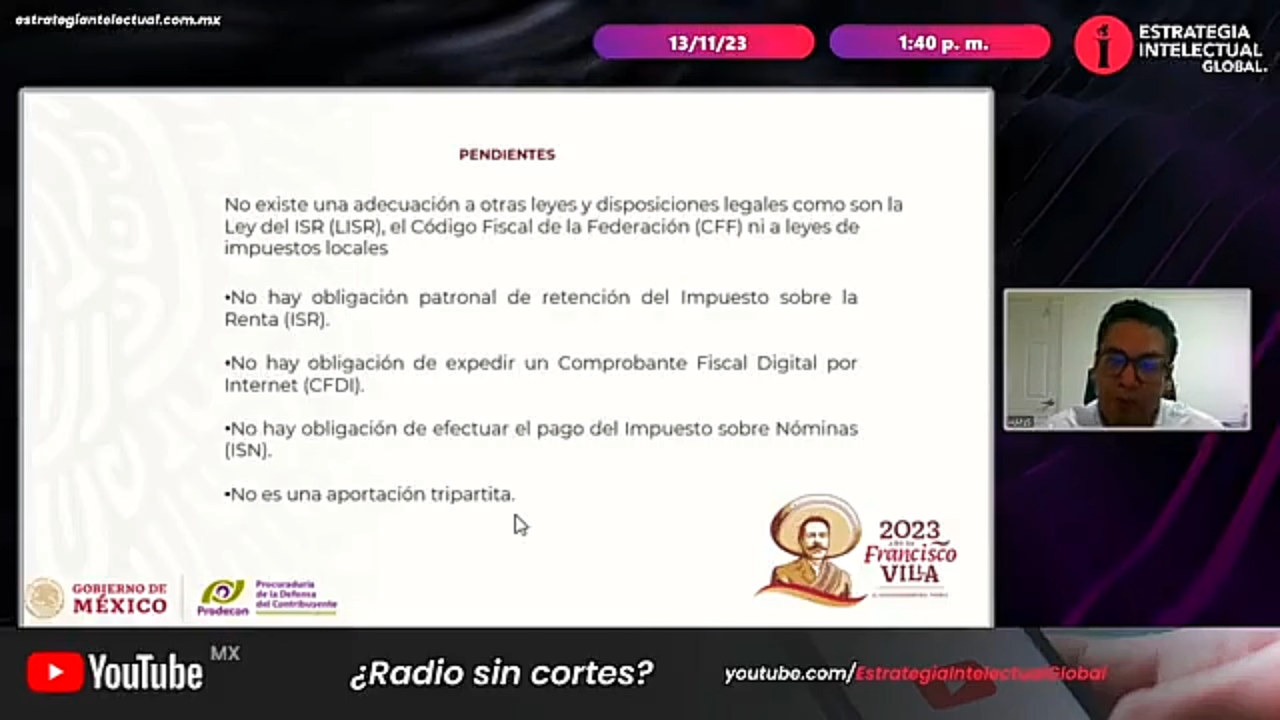 estrategiaintelectual.com.mx
13/11/23
1:40 p. m.
ESTRATEGIA
INTELECTUAL
GLOBAL.
PENDIENTES
No existe una adecuación a otras leyes y disposiciones legales como son la
Ley del ISR (LISR), el Código Fiscal de la Federación (CFF) ni a leyes de
impuestos locales
•No hay obligación patronal de retención del Impuesto sobre la
Renta (ISR).
•No hay obligación de expedir un Comprobante Fiscal Digital por
Internet (CFDI).
•No hay obligación de efectuar el pago del Impuesto sobre Nóminas
(ISN).
•No es una aportación tripartita.
GOBIERNO DE
MÉXICO
Prodecon
Procuraduría
de la Defensa
del Contribuyente
2023
Francisco
VILLA
YouTube MX
¿Radio sin cortes?
youtube.com/EstrategiaIntelectualGlobal